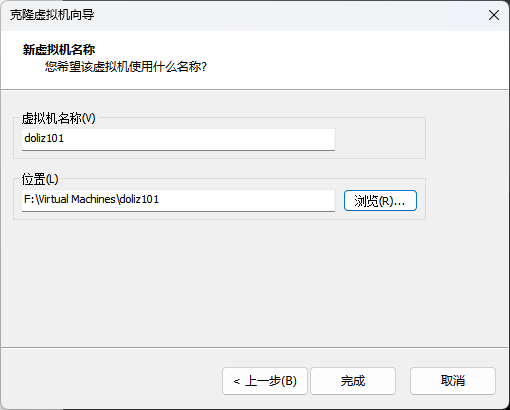 克隆虚拟机向导
新虚拟机名称
您希望该虚拟机使用什么名称?
虚拟机名称(V)
doliz101
位置(L)
F:\Virtual Machines\doliz101
浏览(R)...
< 上一步(B)
完成
取消